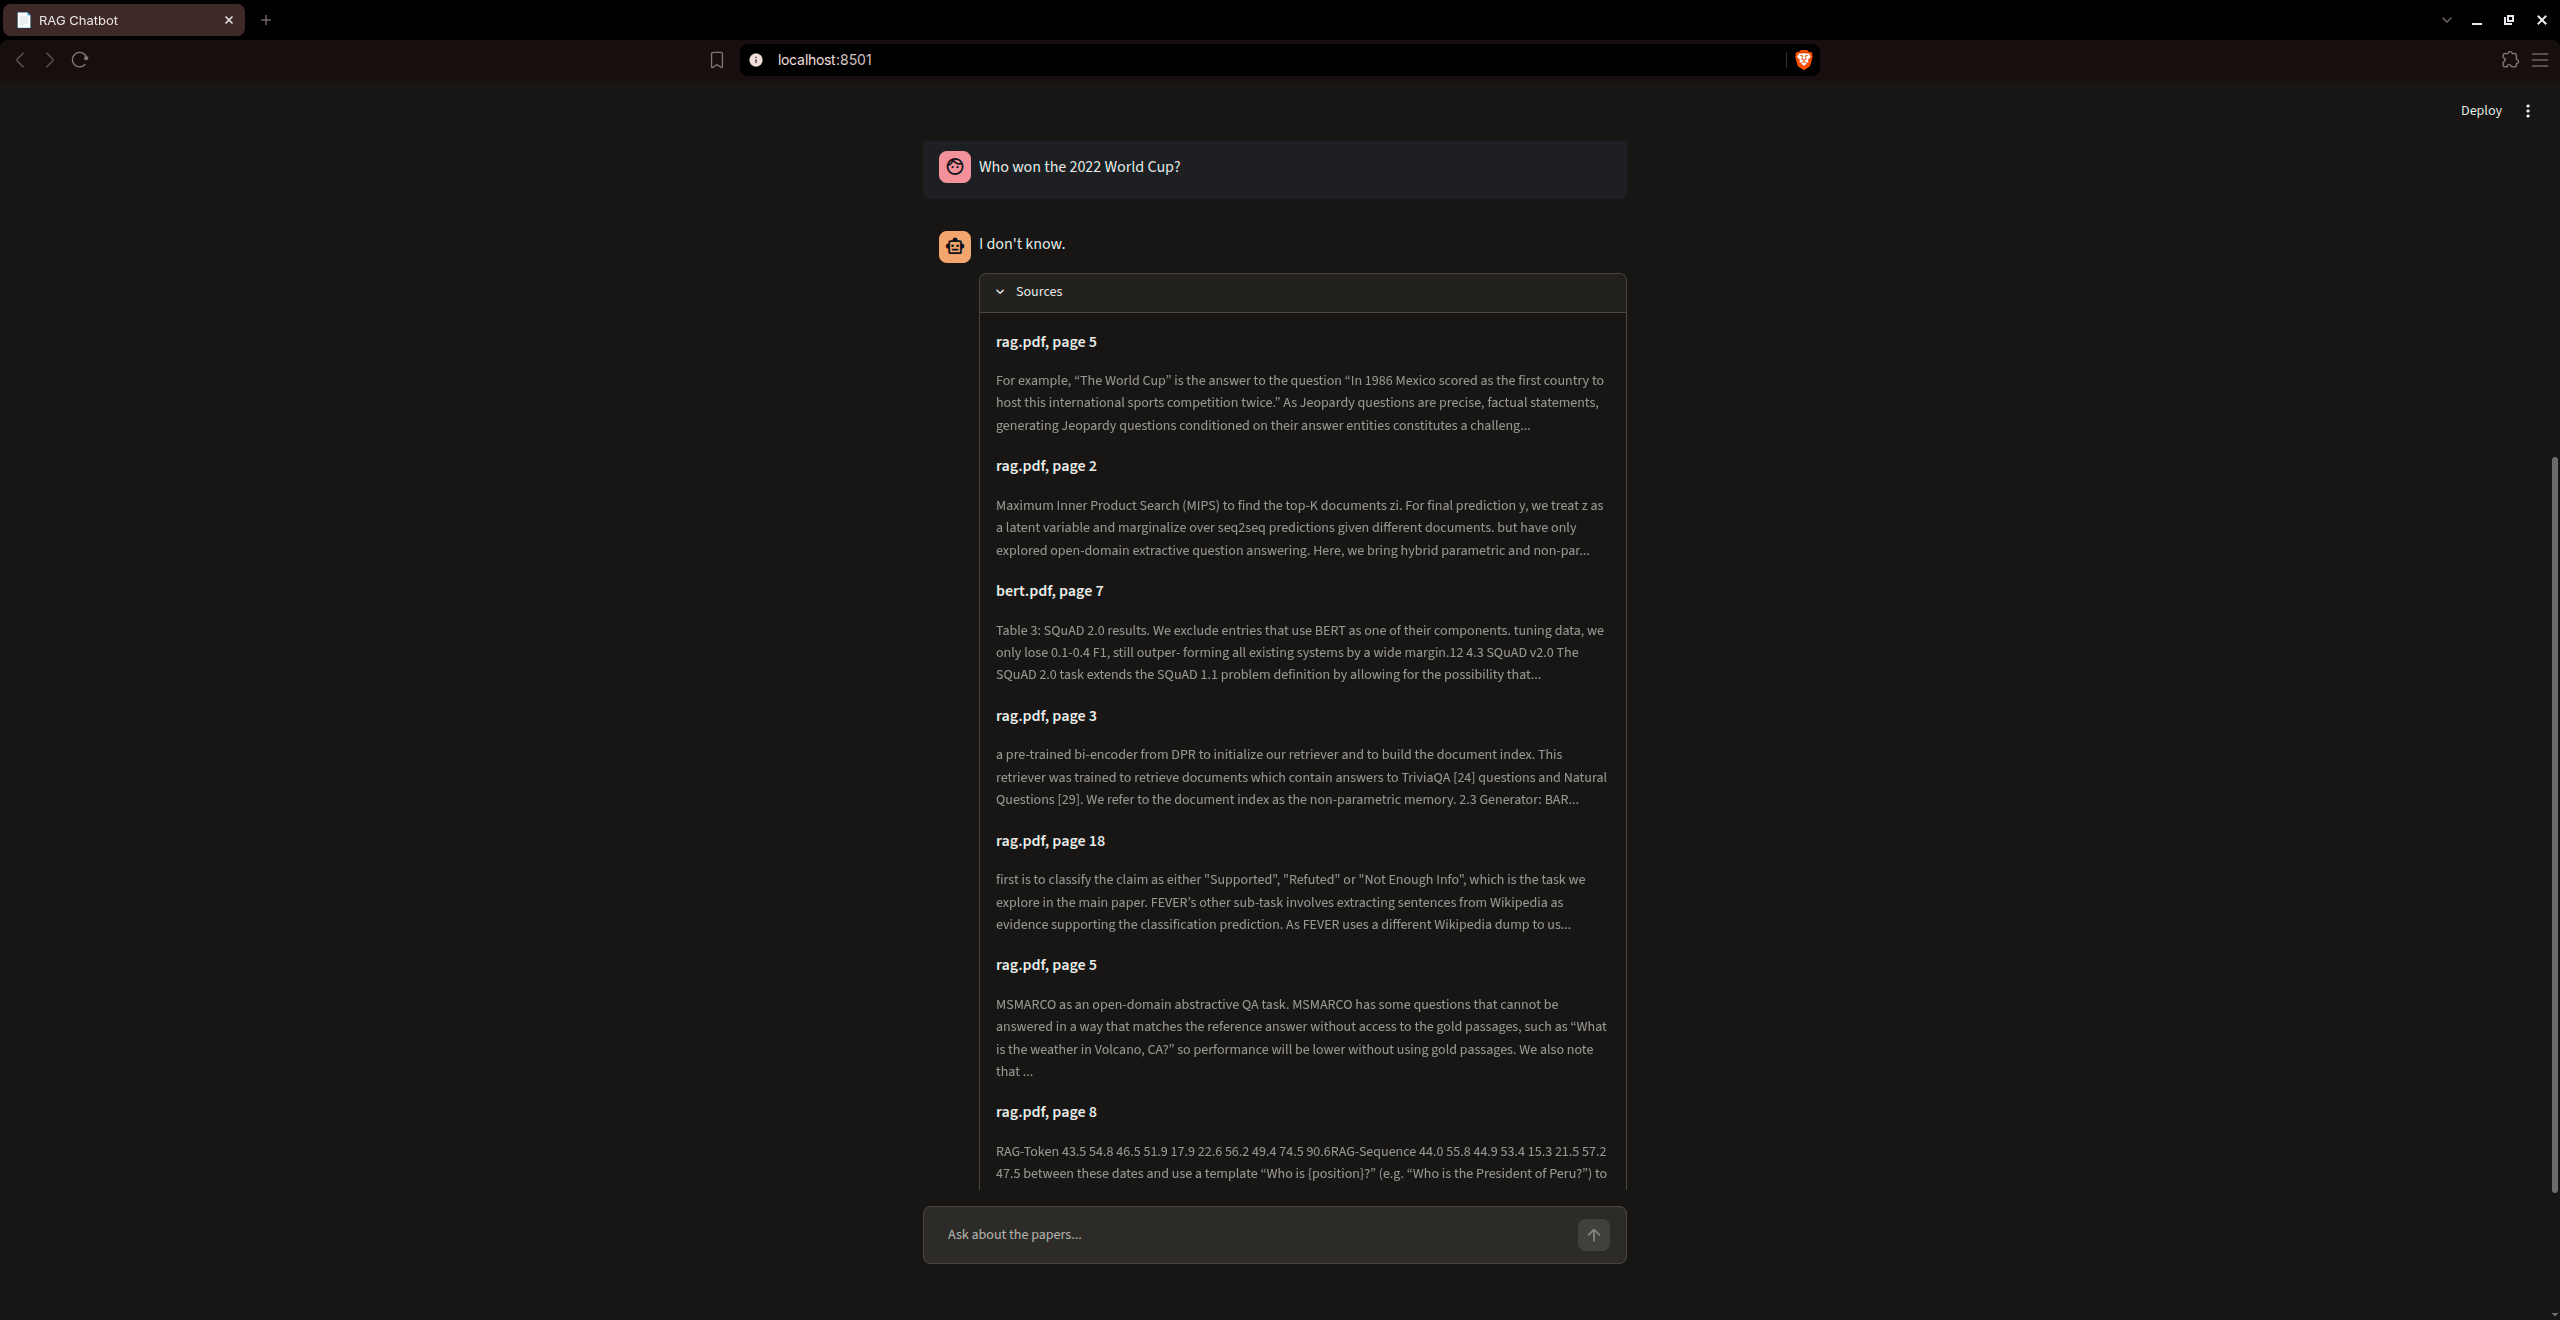 RAG Chatbot
localhost:8501
Deploy
Who won the 2022 World Cup?
I don't know.
Sources
rag.pdf, page 5
For example, “The World Cup” is the answer to the question “In 1986 Mexico scored as the first country to
host this international sports competition twice.” As Jeopardy questions are precise, factual statements,
generating Jeopardy questions conditioned on their answer entities constitutes a challeng...
rag.pdf, page 2
Maximum Inner Product Search (MIPS) to find the top-K documents zi. For final prediction y, we treat z as
a latent variable and marginalize over seq2seq predictions given different documents. but have only
explored open-domain extractive question answering. Here, we bring hybrid parametric and non-par...
bert.pdf, page 7
Table 3: SQuAD 2.0 results. We exclude entries that use BERT as one of their components. tuning data, we
only lose 0.1-0.4 F1, still outper- forming all existing systems by a wide margin.12 4.3 SQuAD v2.0 The
SQuAD 2.0 task extends the SQuAD 1.1 problem definition by allowing for the possibility that...
rag.pdf, page 3
a pre-trained bi-encoder from DPR to initialize our retriever and to build the document index. This
retriever was trained to retrieve documents which contain answers to TriviaQA [24] questions and Natural
Questions [29]. We refer to the document index as the non-parametric memory. 2.3 Generator: BAR...
rag.pdf, page 18
first is to classify the claim as either "Supported", "Refuted" or "Not Enough Info", which is the task we
explore in the main paper. FEVER’s other sub-task involves extracting sentences from Wikipedia as
evidence supporting the classification prediction. As FEVER uses a different Wikipedia dump to us...
rag.pdf, page 5
MSMARCO as an open-domain abstractive QA task. MSMARCO has some questions that cannot be
answered in a way that matches the reference answer without access to the gold passages, such as “What
is the weather in Volcano, CA?” so performance will be lower without using gold passages. We also note
that ...
rag.pdf, page 8
RAG-Token 43.5 54.8 46.5 51.9 17.9 22.6 56.2 49.4 74.5 90.6RAG-Sequence 44.0 55.8 44.9 53.4 15.3 21.5 57.2
47.5 between these dates and use a template “Who is {position}?” (e.g. “Who is the President of Peru?”) to
Ask about the papers...